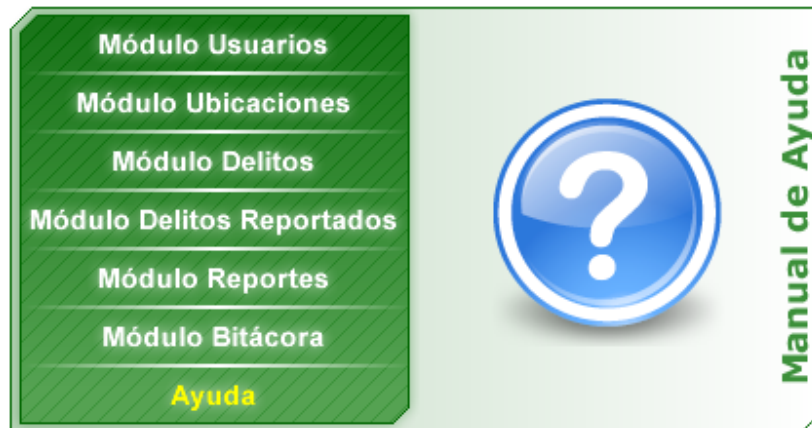 Módulo Usuarios
Módulo Ubicaciones
Módulo Delitos
Módulo Delitos Reportados
Módulo Reportes
Módulo Bitácora
Ayuda
?
Manual de Ayuda